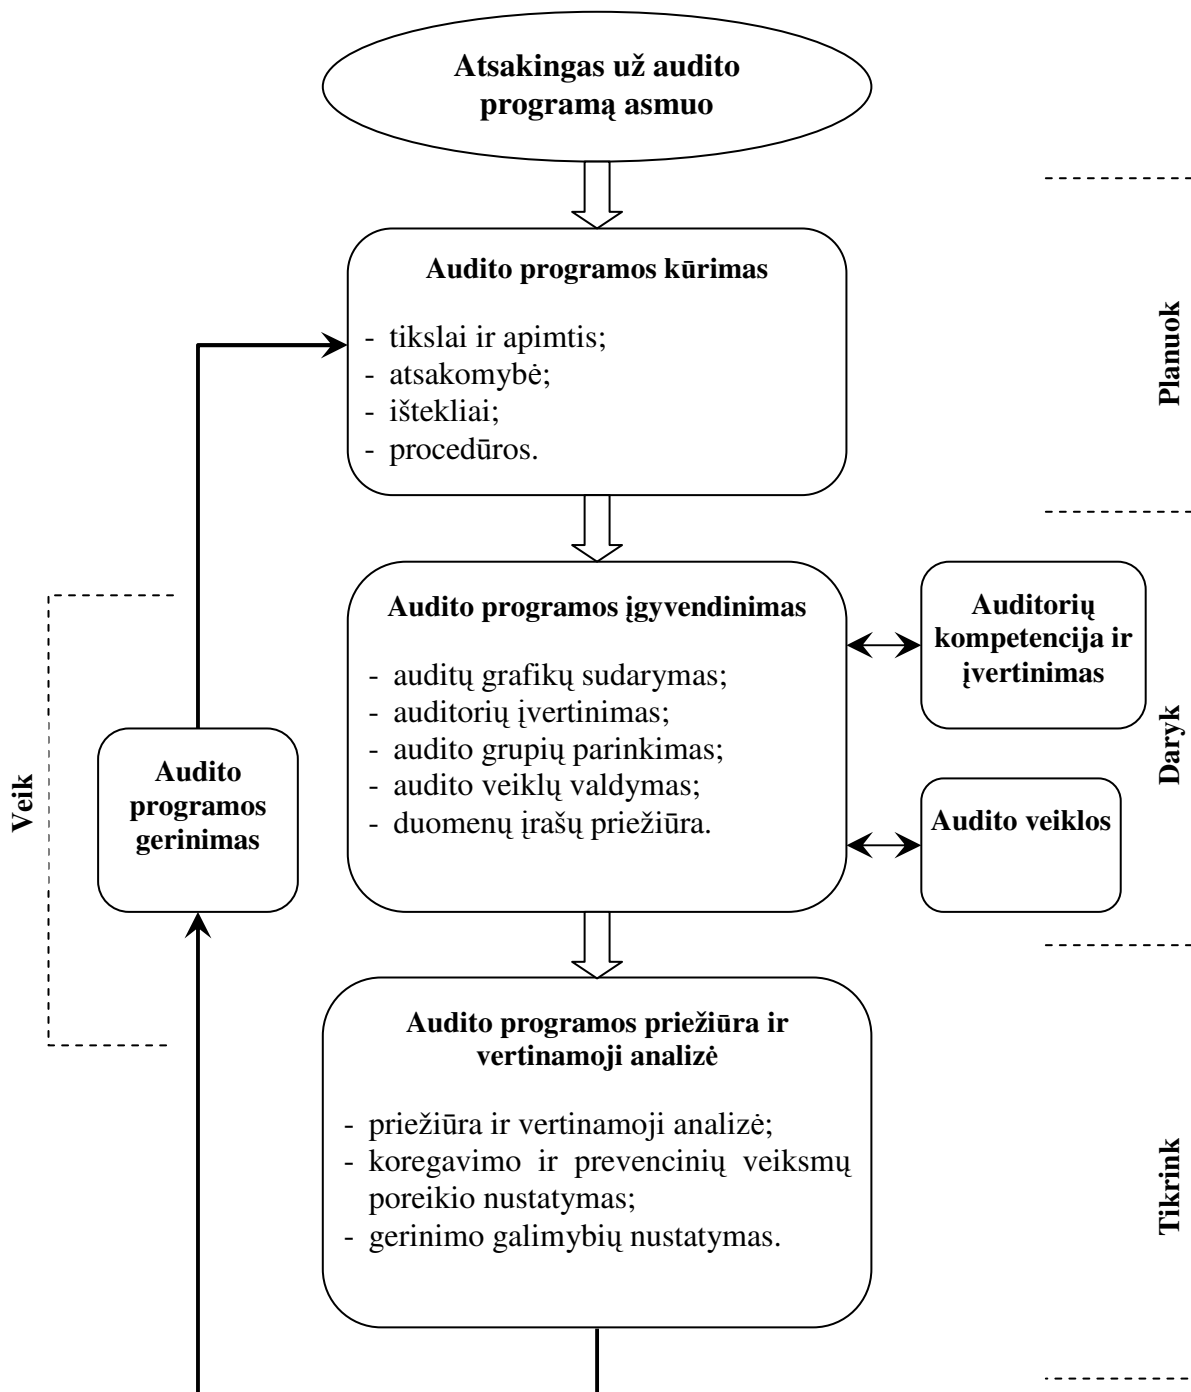 Atsakingas už audito
programą asmuo
Audito programos kūrimas
- tikslai ir apimtis;
- atsakomybė;
- ištekliai;
- procedūros.
Planuok
Audito programos įgyvendinimas
- auditų grafikų sudarymas;
- auditorių įvertinimas;
- audito grupių parinkimas;
- audito veiklų valdymas;
- duomenų įrašų priežiūra.
Auditorių
kompetencija ir
įvertinimas
Audito veiklos
Daryk
Veik
Audito
programos
gerinimas
Audito programos priežiūra ir
vertinamoji analizė
- priežiūra ir vertinamoji analizė;
- koregavimo ir prevencinių veiksmų
poreikio nustatymas;
- gerinimo galimybių nustatymas.
Tikrink